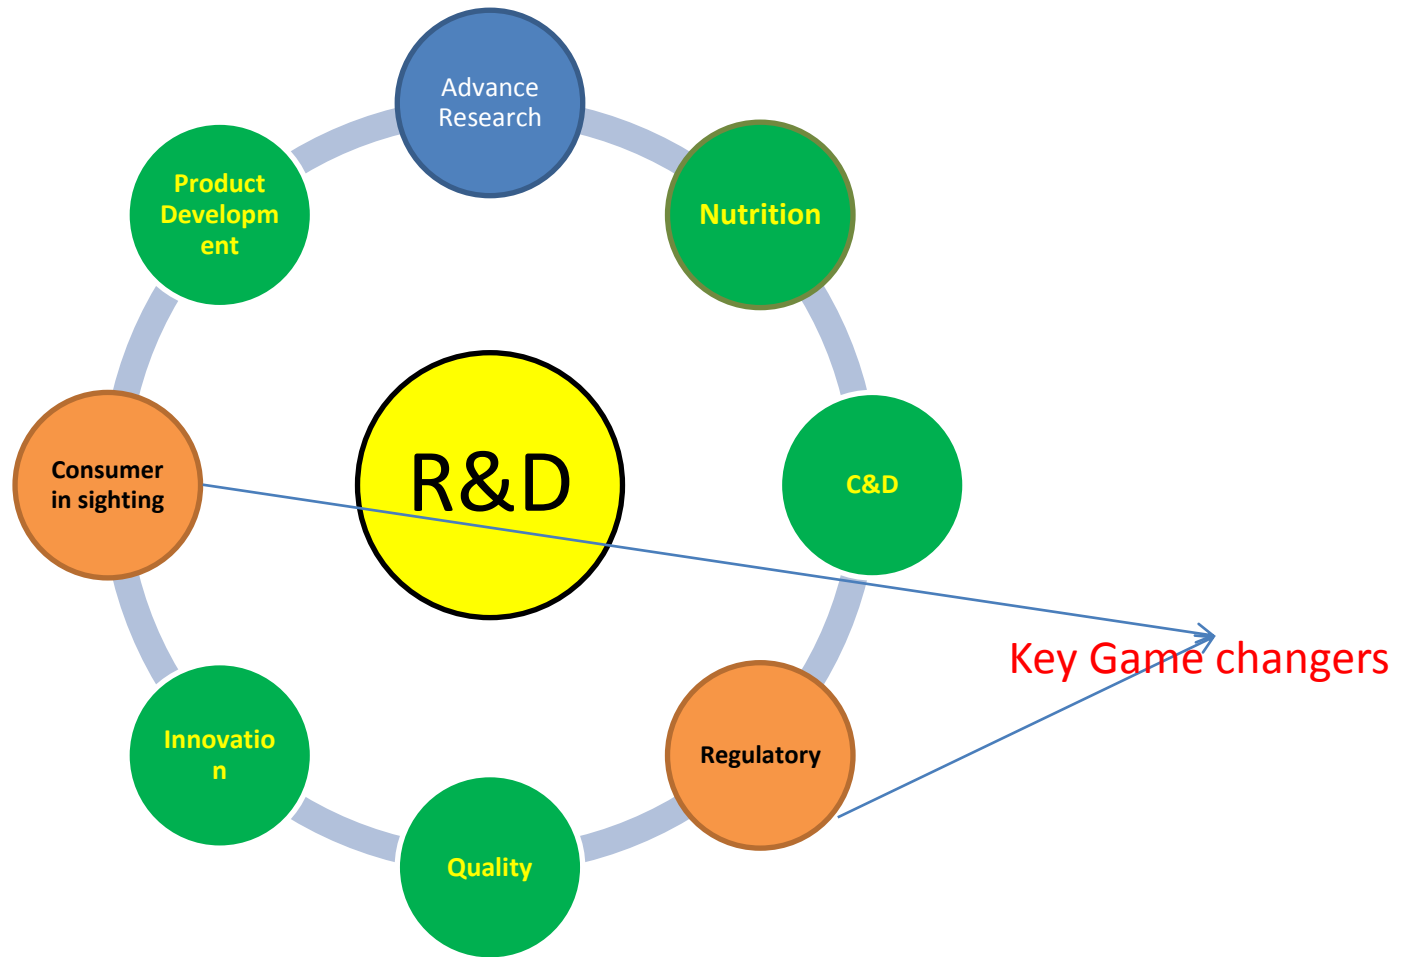 Advance
Research
Product
Developm
ent
Nutrition
Consumer
in sighting
R&D
C&D
Key Game changers
Innovatio
n
Regulatory
Quality